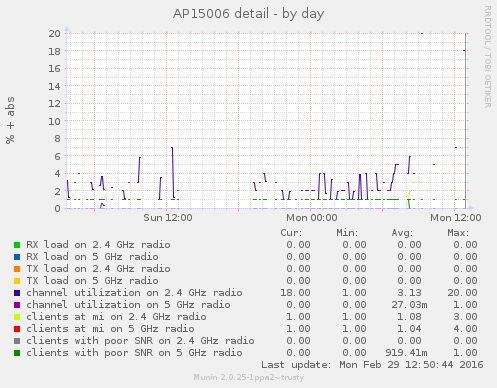 AP15006 detail - by day
RRDTOOL / TOBI OETIKER
% + abs
20
18
16
14
12
10
8
6
4
2
0
Sun 12:00 Mon 00:00 Mon 12:00
Cur: Min: Avg: Max:
RX load on 2.4 GHz radio 0.00 0.00 0.00 0.00
RX load on 5 GHz radio 0.00 0.00 0.00 0.00
TX load on 2.4 GHz radio 0.00 0.00 0.00 0.00
TX load on 5 GHz radio 0.00 0.00 0.00 0.00
channel utilization on 2.4 GHz radio 18.00 1.00 3.13 20.00
channel utilization on 5 GHz radio 0.00 0.00 27.03m 1.00
clients at mi on 2.4 GHz radio 1.00 1.00 1.08 3.00
clients at mi on 5 GHz radio 1.00 1.00 1.04 4.00
clients with poor SNR on 2.4 GHz radio 0.00 0.00 0.00 0.00
clients with poor SNR on 5 GHz radio 0.00 0.00 919.41m 1.00
Last update: Mon Feb 29 12:50:44 2016
Munin 2.0.25-1ppa2~trusty